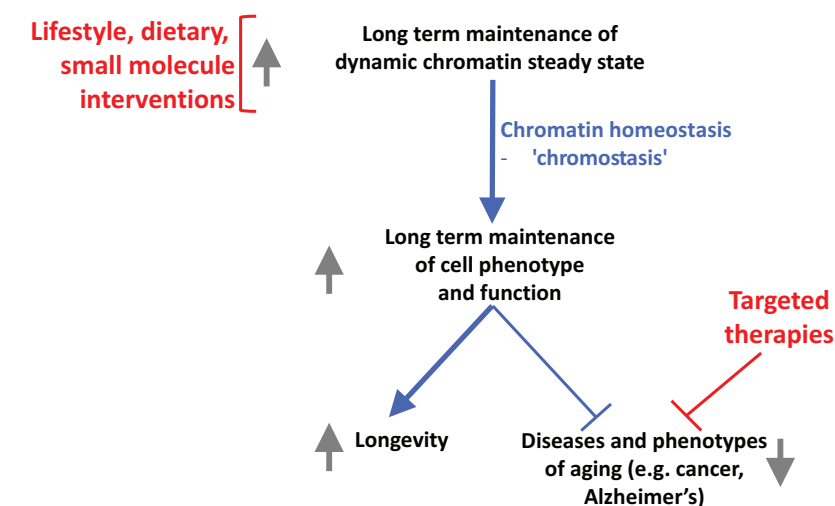 Lifestyle, dietary,
small molecule
interventions
Long term maintenance of
dynamic chromatin steady state
Chromatin homeostasis
- 'chromostasis'
Long term maintenance
of cell phenotype
and function
Targeted
therapies
Longevity
Diseases and phenotypes
of aging (e.g. cancer,
Alzheimer’s)